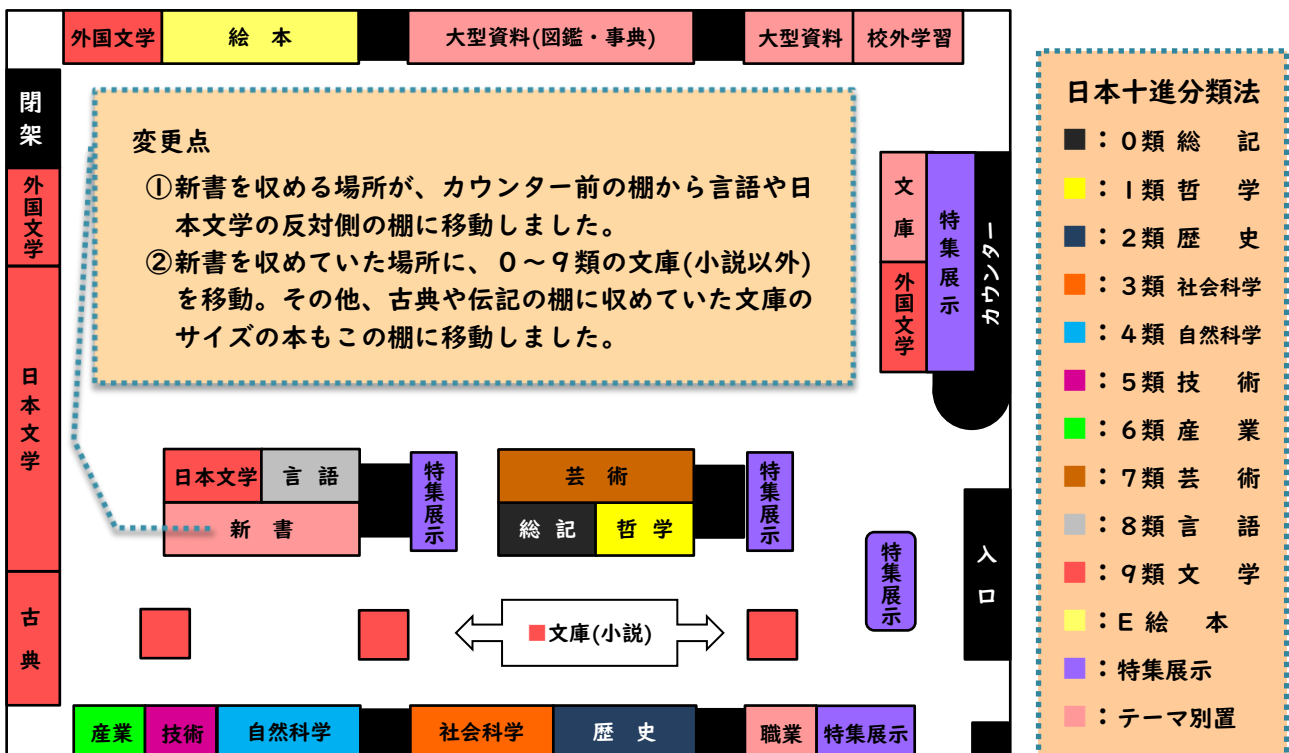 外国文学
絵 本
大型資料(図鑑・事典)
大型資料
校外学習
閉架
外国文学
日本文学
古典
変更点
①新書を収める場所が、カウンター前の棚から言語や日
本文学の反対側の棚に移動しました。
②新書を収めていた場所に、0～9類の文庫(小説以外)
を移動。その他、古典や伝記の棚に収めていた文庫の
サイズの本もこの棚に移動しました。
文庫
外国文学
特集展示
カウンター
日本文学
言 語
新 書
特集展示
芸 術
総 記
哲 学
特集展示
特集展示
入口
■文庫(小説)
産業
技術
自然科学
社会科学
歴 史
職業
特集展示
日本十進分類法
■：0類 総 記
■：1類 哲 学
■：2類 歴 史
■：3類 社会科学
■：4類 自然科学
■：5類 技 術
■：6類 産 業
■：7類 芸 術
■：8類 言 語
■：9類 文 学
■：E 絵 本
■：特集展示
■：テーマ別置